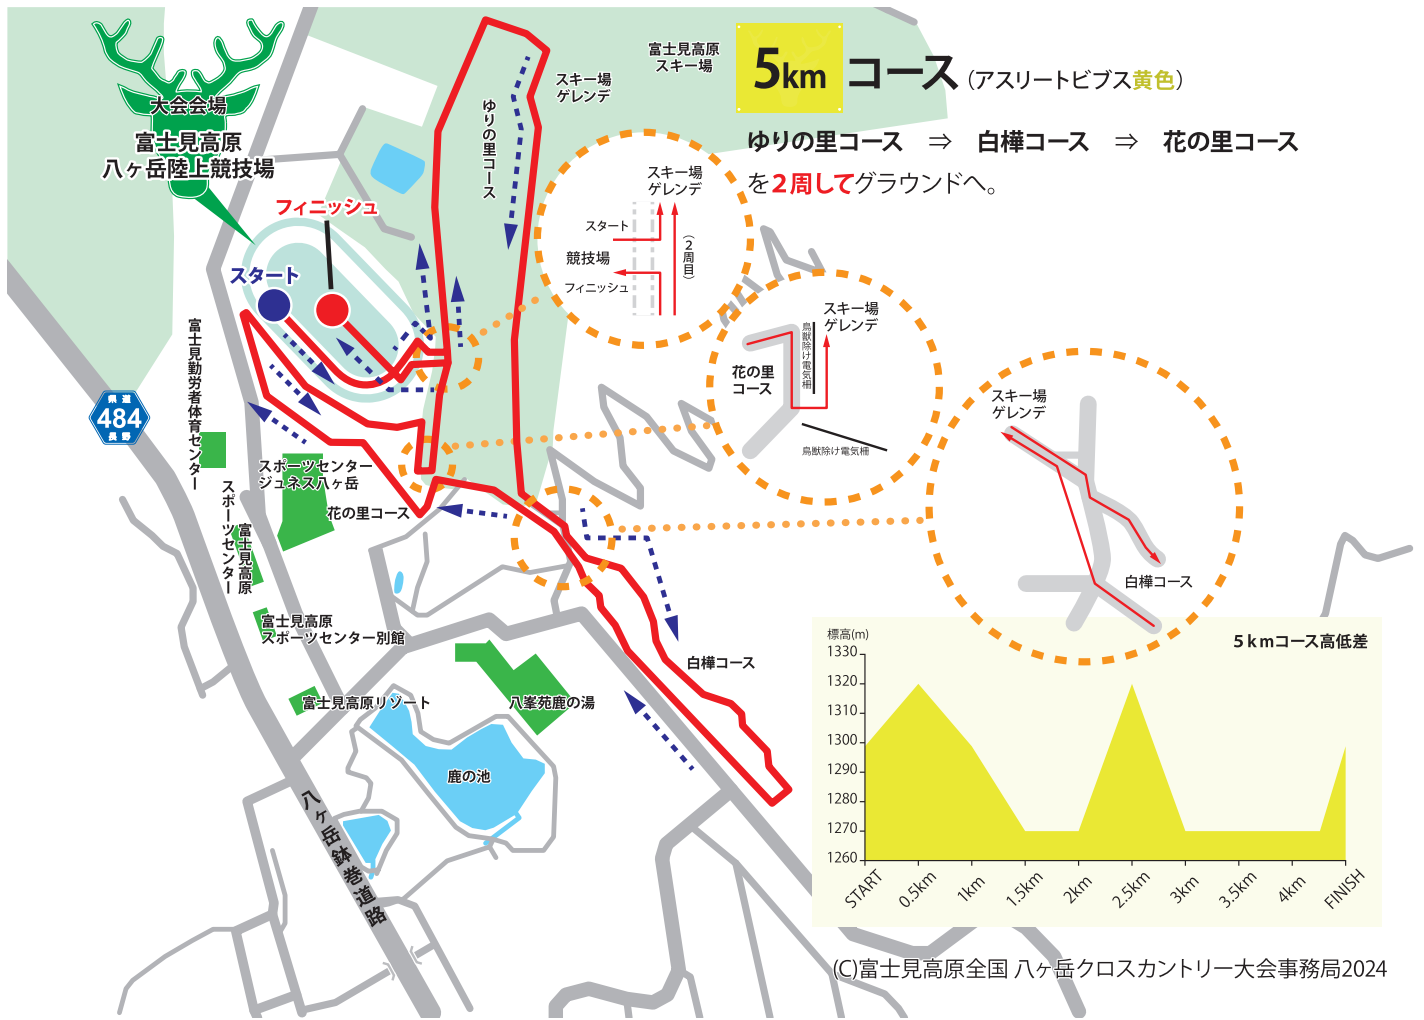 5km コース（アスリートビブス黄色）
ゆりの里コース ⇒ 白樺コース ⇒ 花の里コース
を２周してグラウンドへ。
大会会場
富士見高原
八ヶ岳陸上競技場
フィニッシュ
スタート
ゆりの里コース
スキー場
ゲレンデ
富士見高原
スキー場
スキー場
ゲレンデ
スタート
競技場
フィニッシュ
（２周目）
スキー場
ゲレンデ
鳥獣除け電気柵
花の里
コース
鳥獣除け電気柵
スキー場
ゲレンデ
白樺コース
県道
484
長野
富士見勤労者体育センター
スポーツセンター
ジュネス八ヶ岳
花の里コース
富士見高原
スポーツセンター
富士見高原
スポーツセンター別館
富士見高原リゾート
八峯苑鹿の湯
白樺コース
鹿の池
八ヶ岳鉢巻道路
標高(m)
5kmコース高低差
1330
1320
1310
1300
1290
1280
1270
1260
START
0.5km
1km
1.5km
2km
2.5km
3km
3.5km
4km
FINISH
(C)富士見高原全国 八ヶ岳クロスカントリー大会事務局2024